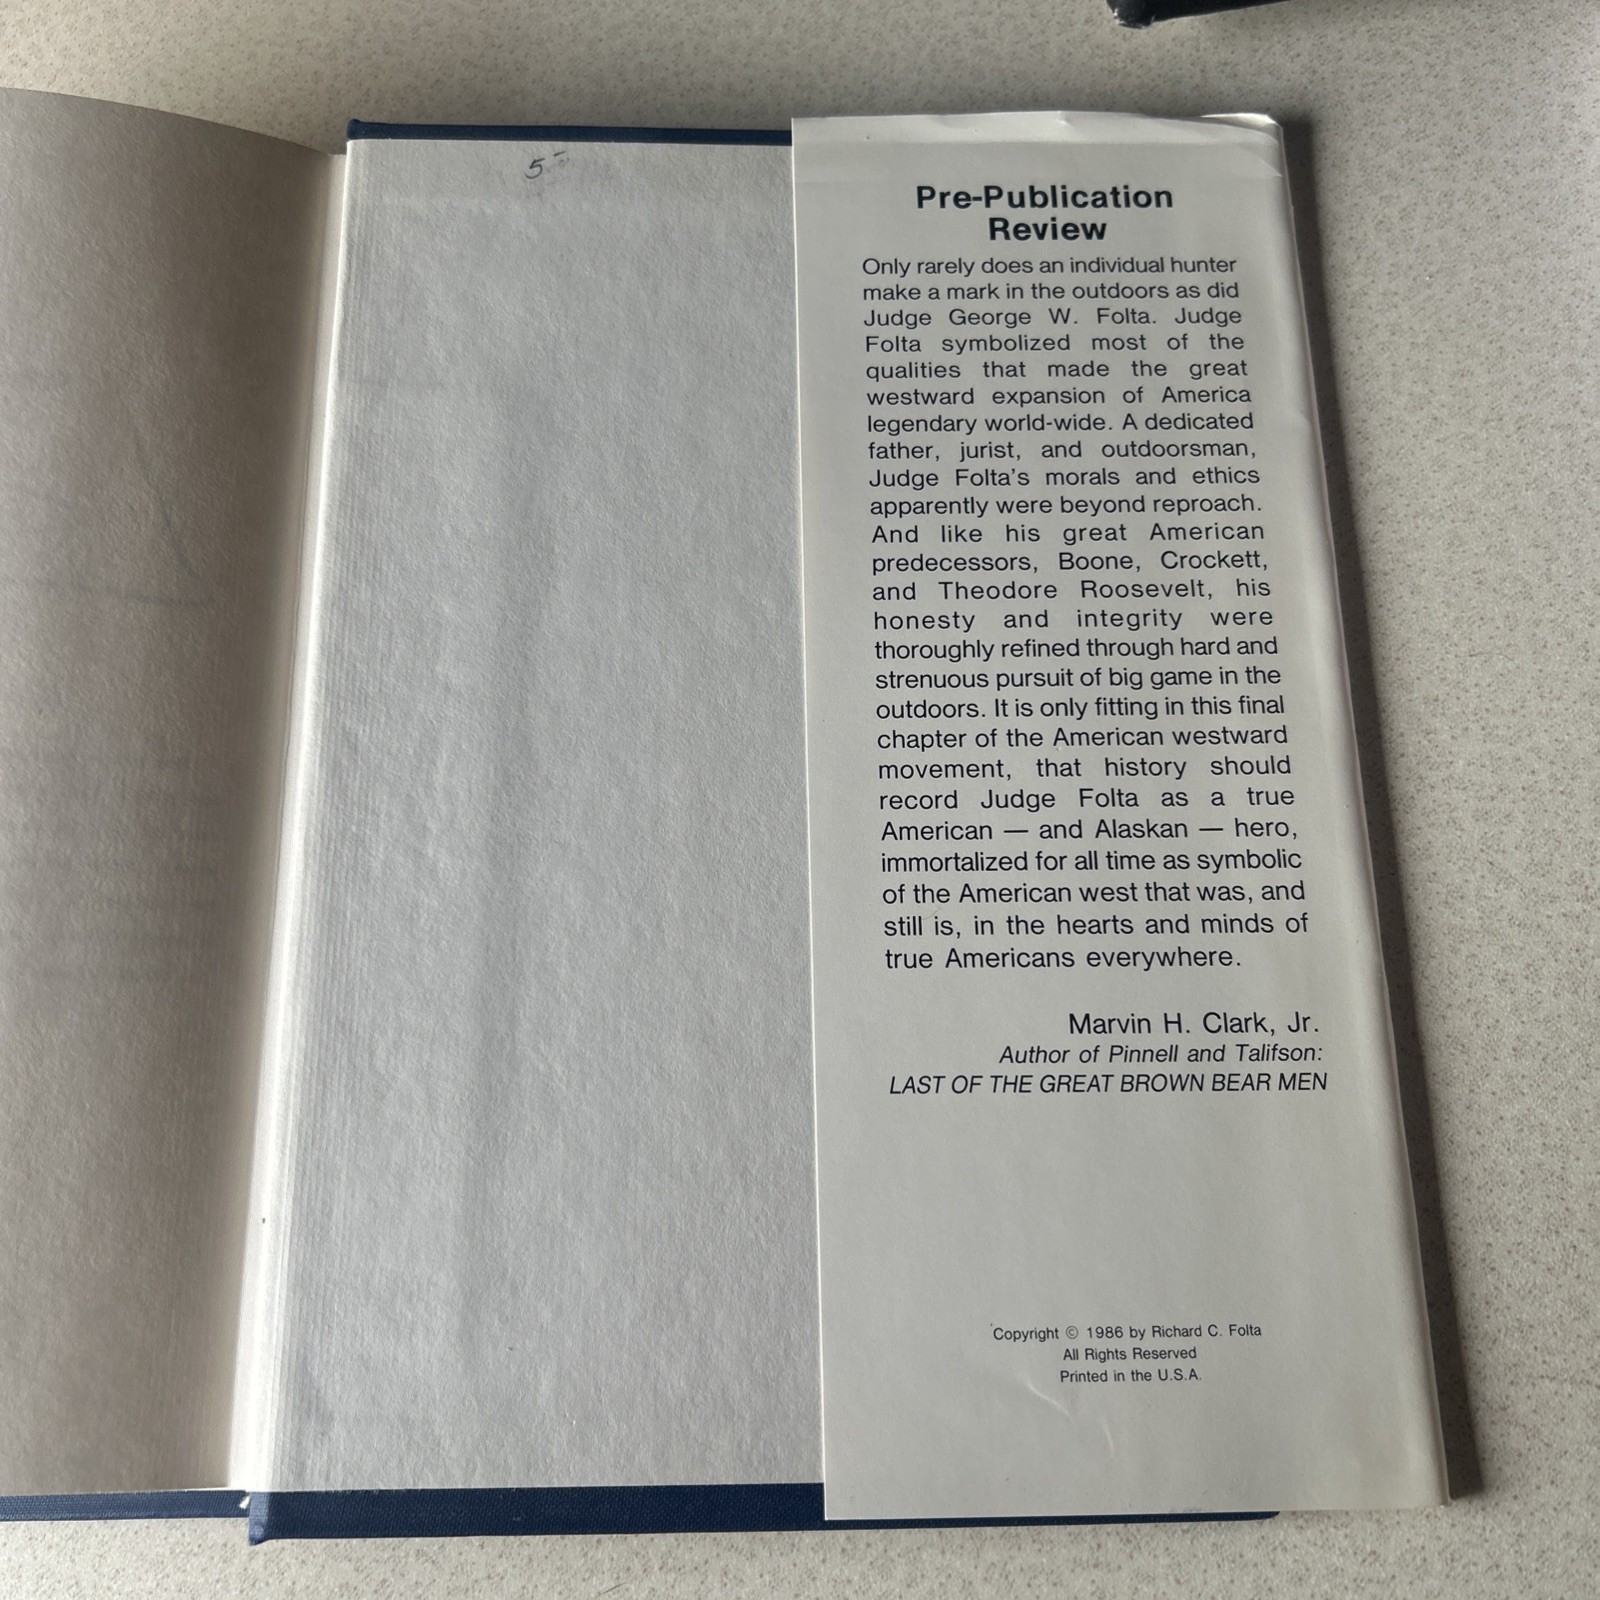 5-
Pre-Publication
Review
Only rarely does an individual hunter
make a mark in the outdoors as did
Judge George W. Folta. Judge
Folta symbolized most of the
qualities that made the great
westward expansion of America
legendary world-wide. A dedicated
father, jurist, and outdoorsman,
Judge Folta's morals and ethics
apparently were beyond reproach.
And like his great American
predecessors, Boone, Crockett,
and Theodore Roosevelt, his
honesty and integrity were
thoroughly refined through hard and
strenuous pursuit of big game in the
outdoors. It is only fitting in this final
chapter of the American westward
movement, that history should
record Judge Folta as a true
American — and Alaskan — hero,
immortalized for all time as symbolic
of the American west that was, and
still is, in the hearts and minds of
true Americans everywhere.
Marvin H. Clark, Jr.
Author of Pinnell and Talifson:
LAST OF THE GREAT BROWN BEAR MEN
Copyright © 1986 by Richard C. Folta
All Rights Reserved
Printed in the U.S.A.